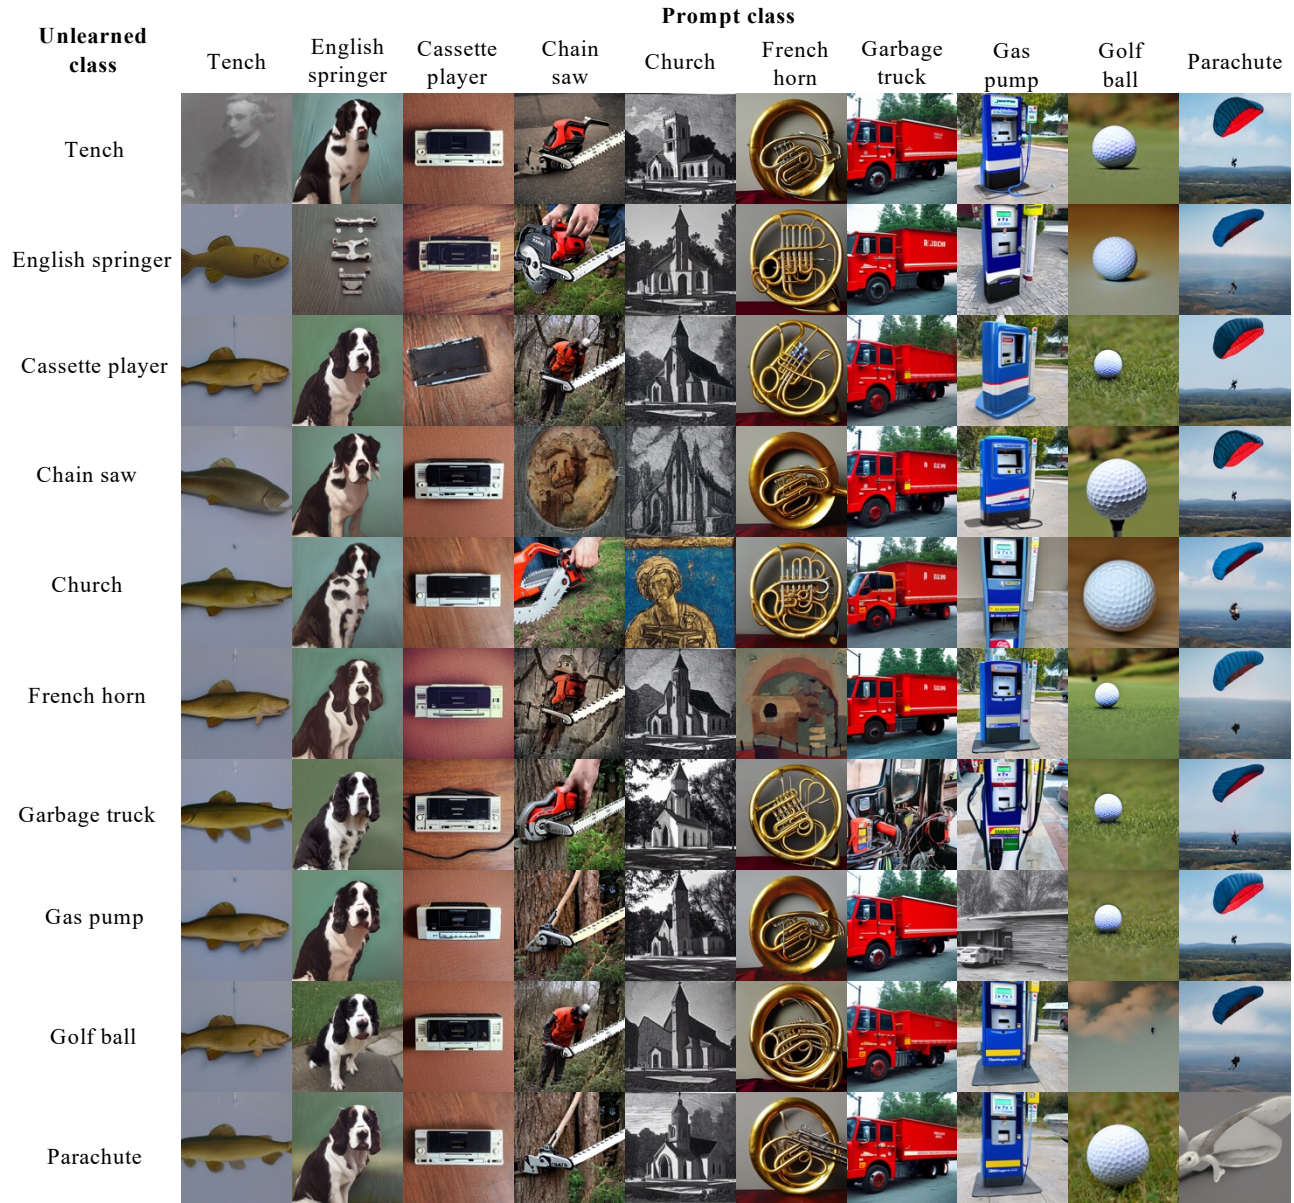 Prompt class
Unlearned
class
Tench
English
springer
Cassette
player
Chain
saw
Church
French
horn
Garbage
truck
Gas
pump
Golf
ball
Parachute
Tench
English springer
Cassette player
Chain saw
Church
French horn
Garbage truck
Gas pump
Golf ball
Parachute